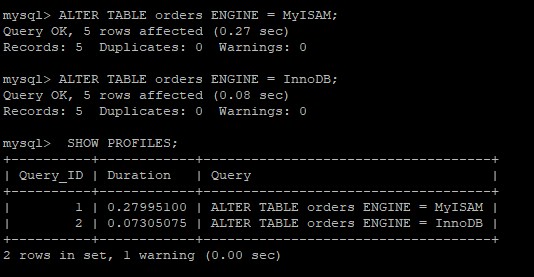 mysql> ALTER TABLE orders ENGINE = MyISAM;
Query OK, 5 rows affected (0.27 sec)
Records: 5  Duplicates: 0  Warnings: 0

mysql> ALTER TABLE orders ENGINE = InnoDB;
Query OK, 5 rows affected (0.08 sec)
Records: 5  Duplicates: 0  Warnings: 0

mysql>  SHOW PROFILES;
+----------+------------+------------------------------------+
| Query_ID | Duration   | Query                              |
+----------+------------+------------------------------------+
|        1 | 0.27995100 | ALTER TABLE orders ENGINE = MyISAM |
|        2 | 0.07305075 | ALTER TABLE orders ENGINE = InnoDB |
+----------+------------+------------------------------------+
2 rows in set, 1 warning (0.00 sec)